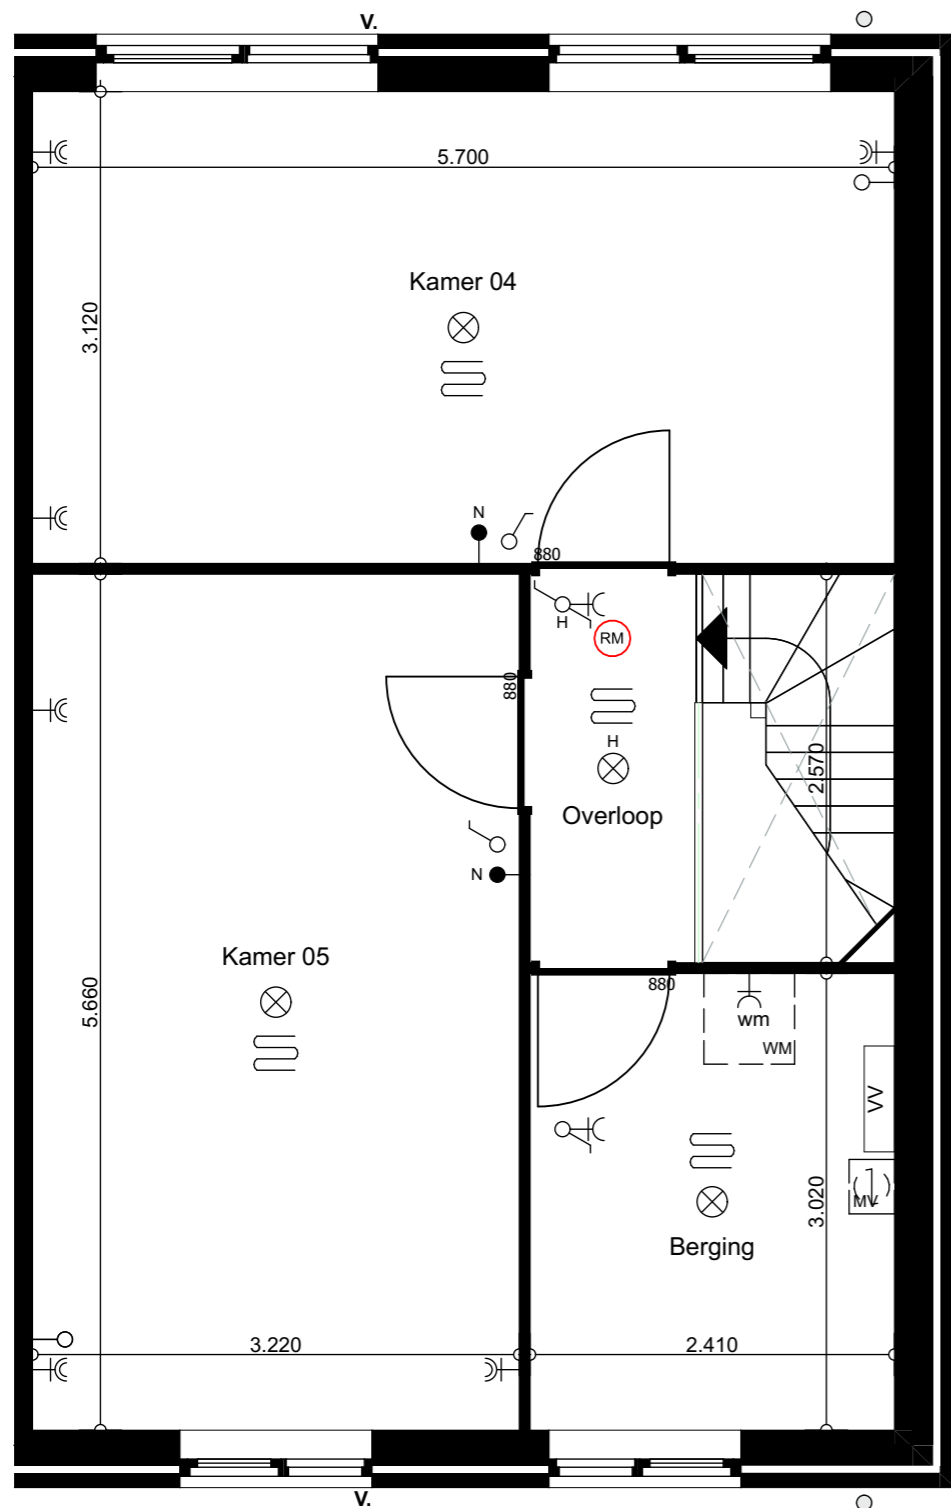 V.
5.700
Kamer 04
3.120
N
880
H
RM
880
H
2.570
Overloop
N
Kamer 05
5.660
880
wm
WM
VV
MV
3.020
Berging
3.220
2.410
V.